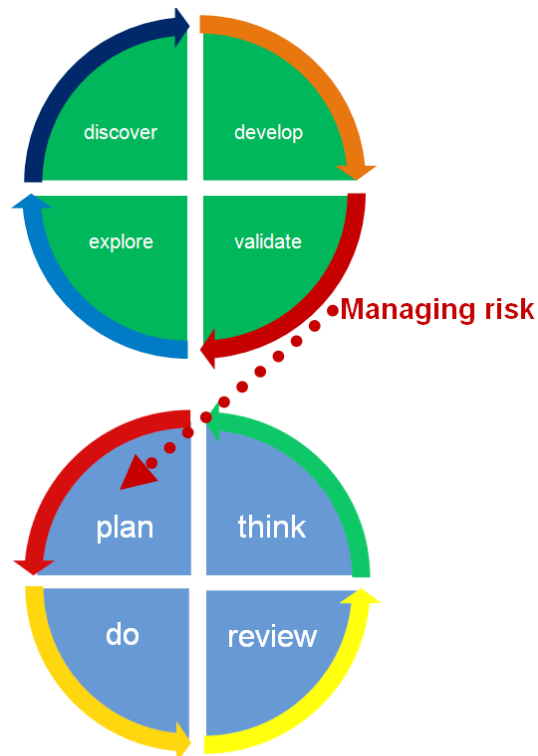 discover
develop
explore
validate
Managing risk
plan
think
do
review